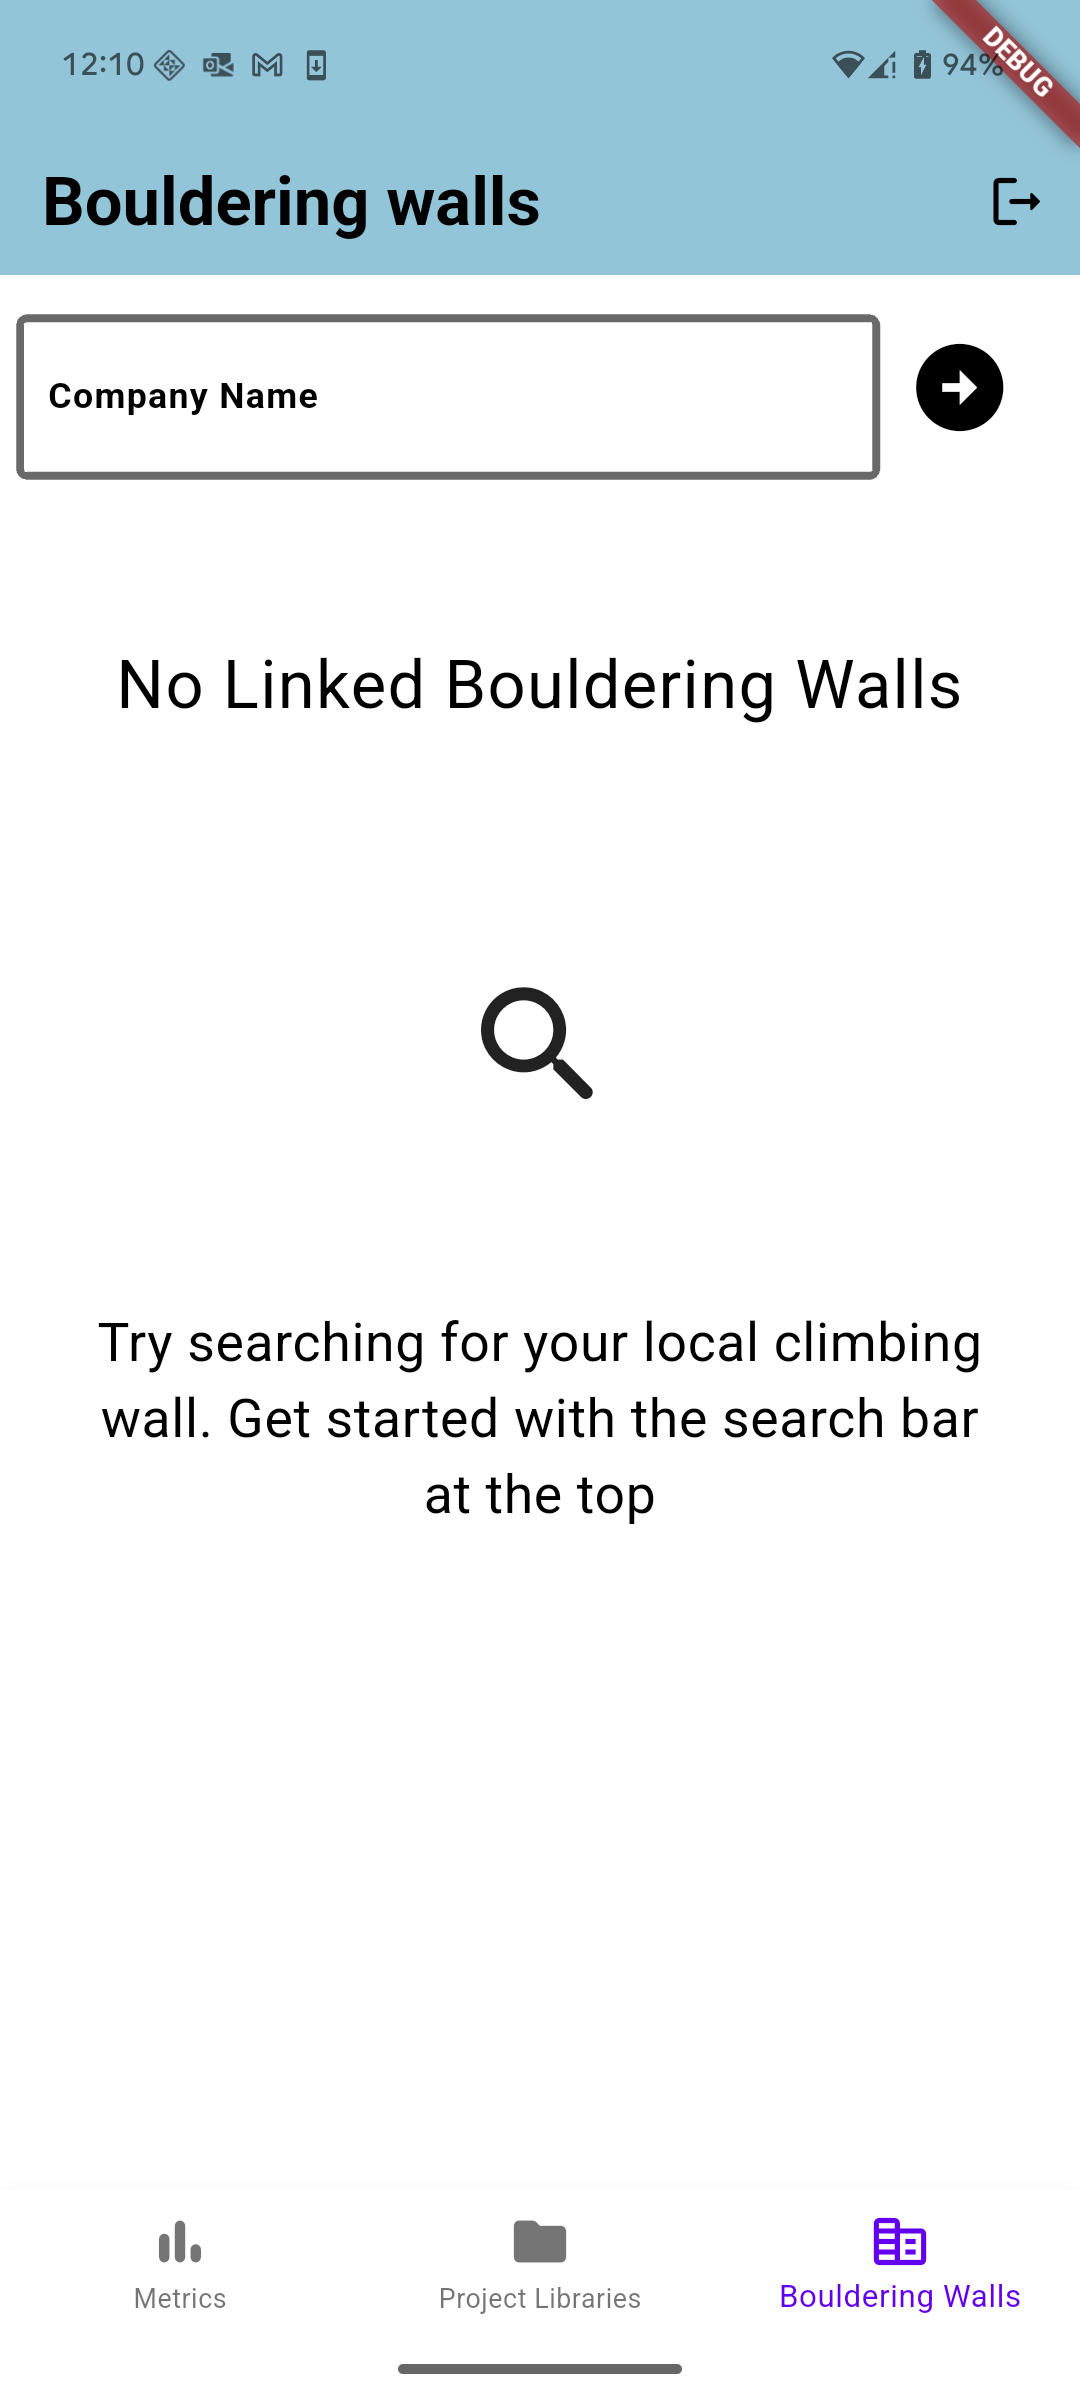 12:10
94%
DEBUG
Bouldering walls
Company Name
No Linked Bouldering Walls
Try searching for your local climbing
wall. Get started with the search bar
at the top
Metrics
Project Libraries
Bouldering Walls